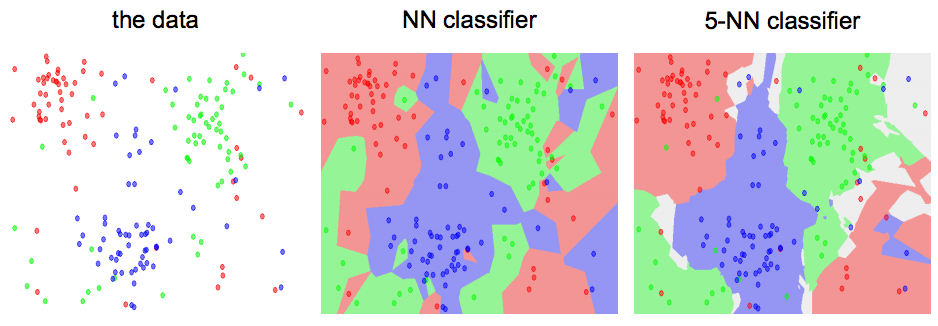 the data
NN classifier
5-NN classifier